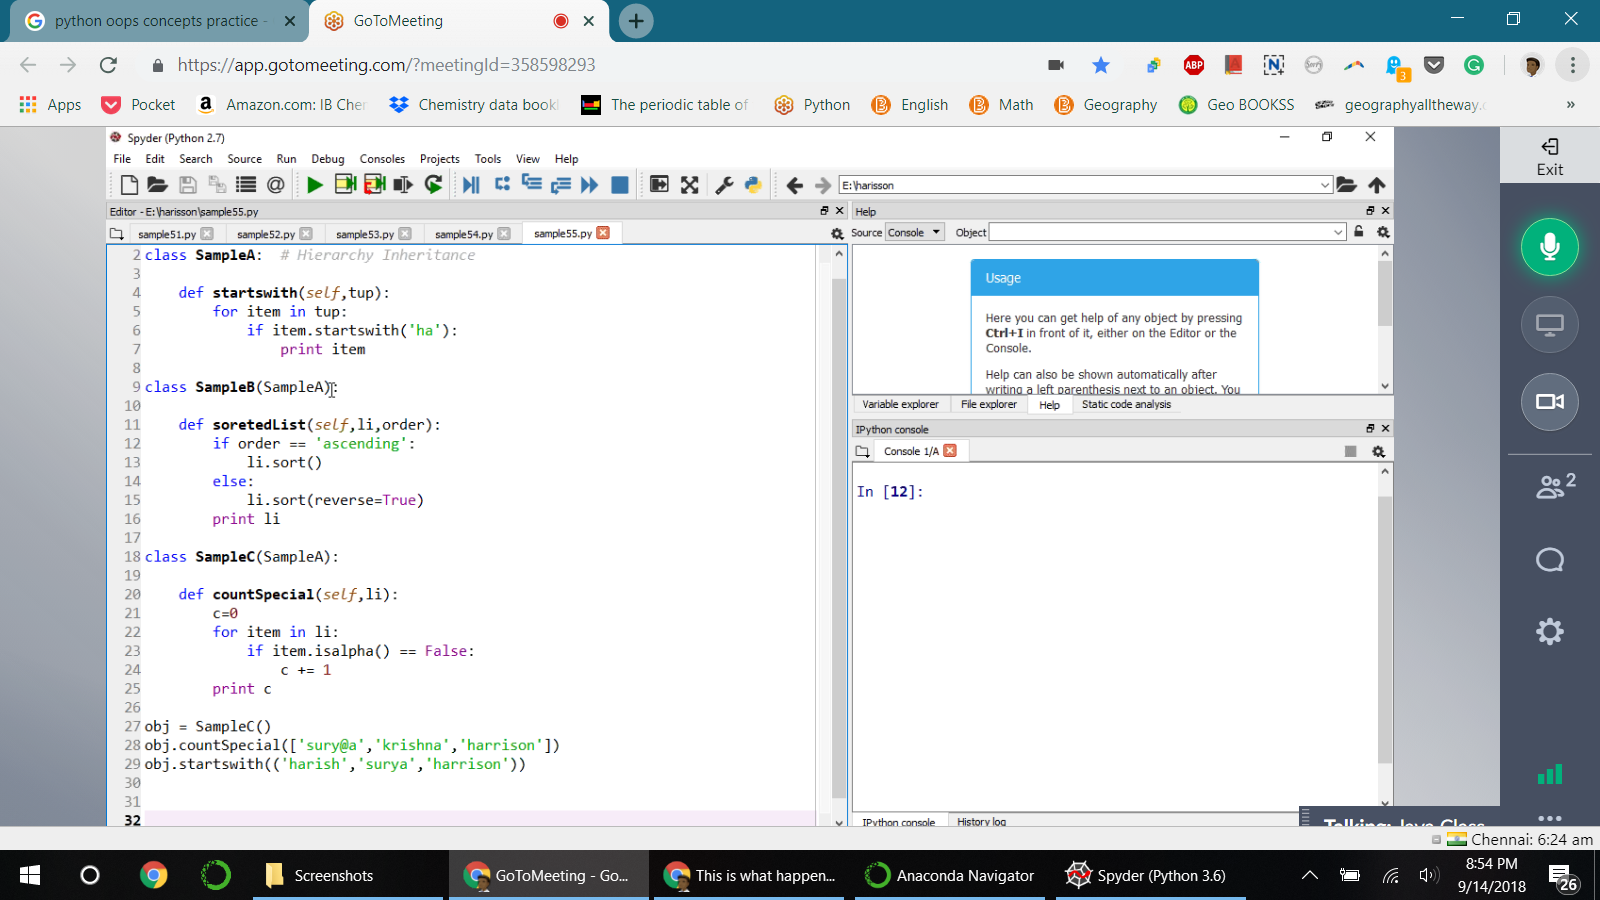 python oops concepts practice -
GoToMeeting
https://app.gotomeeting.com/?meetingId=358598293
ABP
3
Apps
Pocket
Amazon.com: IB Cher
Chemistry data book
The periodic table of
Python
English
Math
Geography
Geo BOOKSS
geographyalltheway.c
»
Spyder (Python 2.7)
File Edit Search Source Run Debug Consoles Projects Tools View Help
E:\harisson
Editor - E:\harisson\sample55.py
sample51.py sample52.py sample53.py sample54.py sample55.py
2 class SampleA:  # Hierarchy Inheritance
3
4     def startswith(self,tup):
5         for item in tup:
6             if item.startswith('ha'):
7                 print item
8
9 class SampleB(SampleA):
10
11     def soretedList(self,li,order):
12         if order == 'ascending':
13             li.sort()
14         else:
15             li.sort(reverse=True)
16         print li
17
18 class SampleC(SampleA):
19
20     def countSpecial(self,li):
21         c=0
22         for item in li:
23             if item.isalpha() == False:
24                 c += 1
25         print c
26
27 obj = SampleC()
28 obj.countSpecial(['sury@a','krishna','harrison'])
29 obj.startswith(('harish','surya','harrison'))
30
31
32
Help
Source Console Object
Usage
Here you can get help of any object by pressing
Ctrl+I in front of it, either on the Editor or the
Console.
Help can also be shown automatically after
writing a left parenthesis next to an object. You
Variable explorer File explorer Help Static code analysis
IPython console
Console 1/A
In [12]:
IPython console History log
Exit
2
Talking: Java Class
Chennai: 6:24 am
Screenshots
GoToMeeting - Go...
This is what happen...
Anaconda Navigator
Spyder (Python 3.6)
8:54 PM
9/14/2018
26